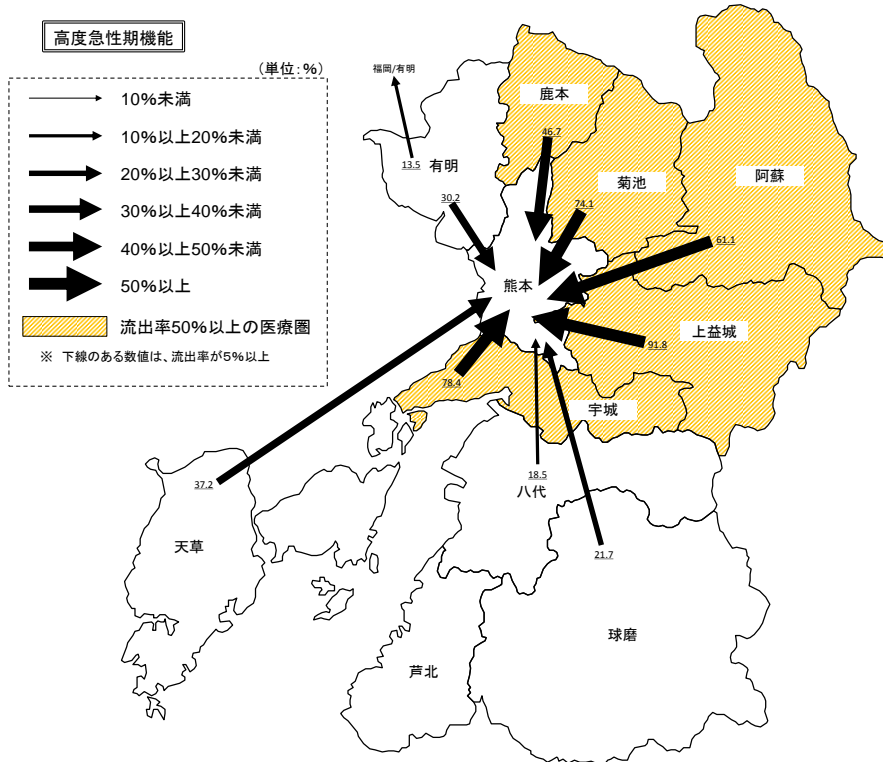 高度急性期機能
（単位：%）
10%未満
10%以上20%未満
20%以上30%未満
30%以上40%未満
40%以上50%未満
50%以上
流出率50%以上の医療圏
※ 下線のある数値は、流出率が5%以上
福岡/有明
13.5
有明
30.2
鹿本
46.7
菊池
74.1
阿蘇
61.1
熊本
上益城
91.8
78.4
宇城
18.5
八代
37.2
天草
21.7
球磨
芦北